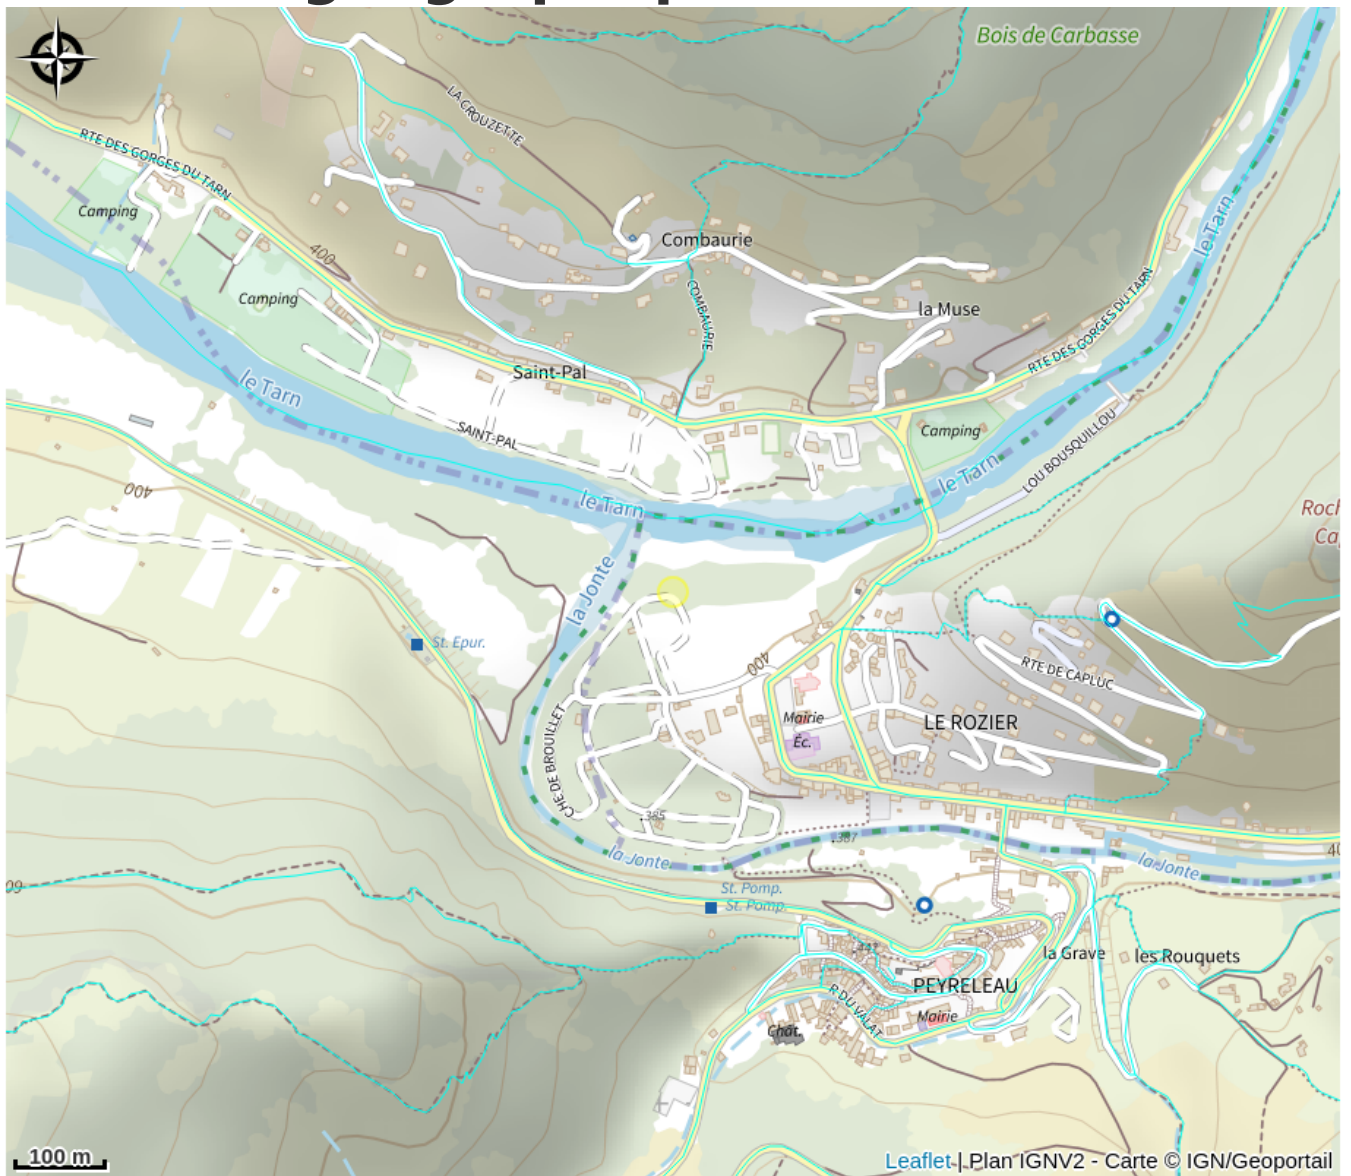 Bois de Carbasse
LA CROUZETTE
RTE DES GORGES DU TARN
Camping
Combaurie
le Tarn
400
Camping
COMBAURIE
la Muse
RTE DES GORGES DU TARN
le Tarn
Saint-Pal
SAINT-PAL
Camping
LOU BOUSQUILLOU
le Tarn
400
le Tarn
la Jonte
St. Epur.
400
RTE DE CAPLUC
Mairie
LE ROZIER
Éc.
CHE DE BROUILLET
.385
.387
la Jonte
la Jonte
St. Pomp.
St. Pomp.
la Grave
les Rouquets
PEYRELEAU
R DU VALAT
Mairie
Chât.
100 m
Leaflet | Plan IGNV2 - Carte © IGN/Geoportail